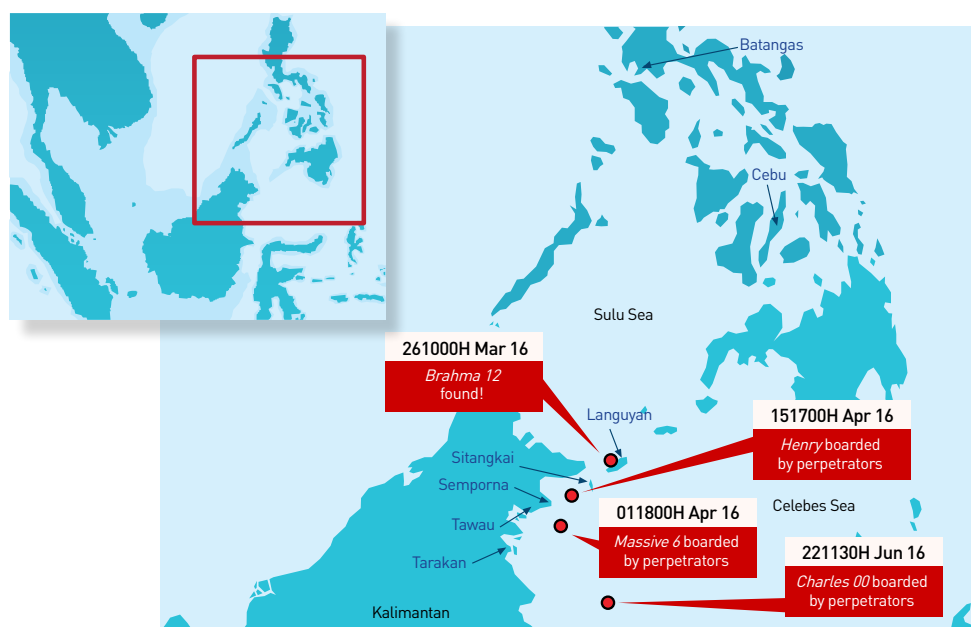 Batangas
Cebu
Sulu Sea
261000H Mar 16
Brahma 12
found!
Languyan
151700H Apr 16
Henry boarded
by perpetrators
Sitangkai
Semporna
Celebes Sea
011800H Apr 16
Massive 6 boarded
by perpetrators
Tawau
Tarakan
221130H Jun 16
Charles 00 boarded
by perpetrators
Kalimantan